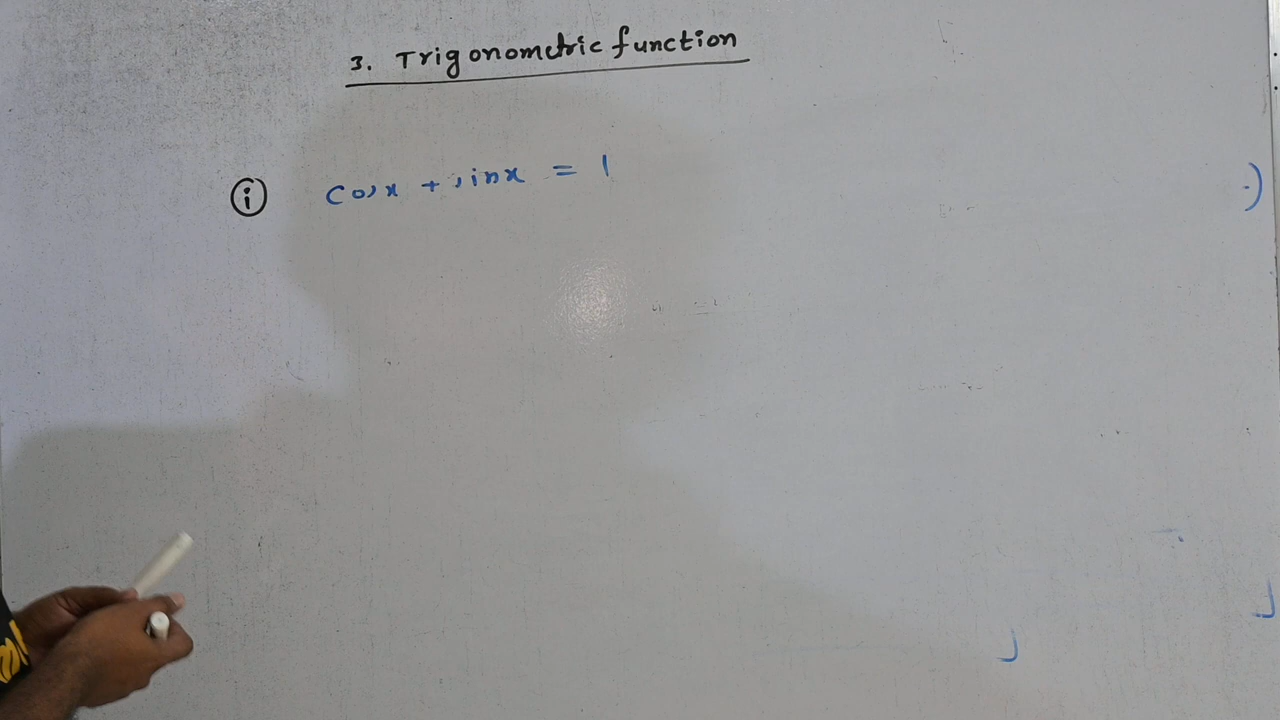 3. Trigonometric function
(i) cosx + sinx = 1